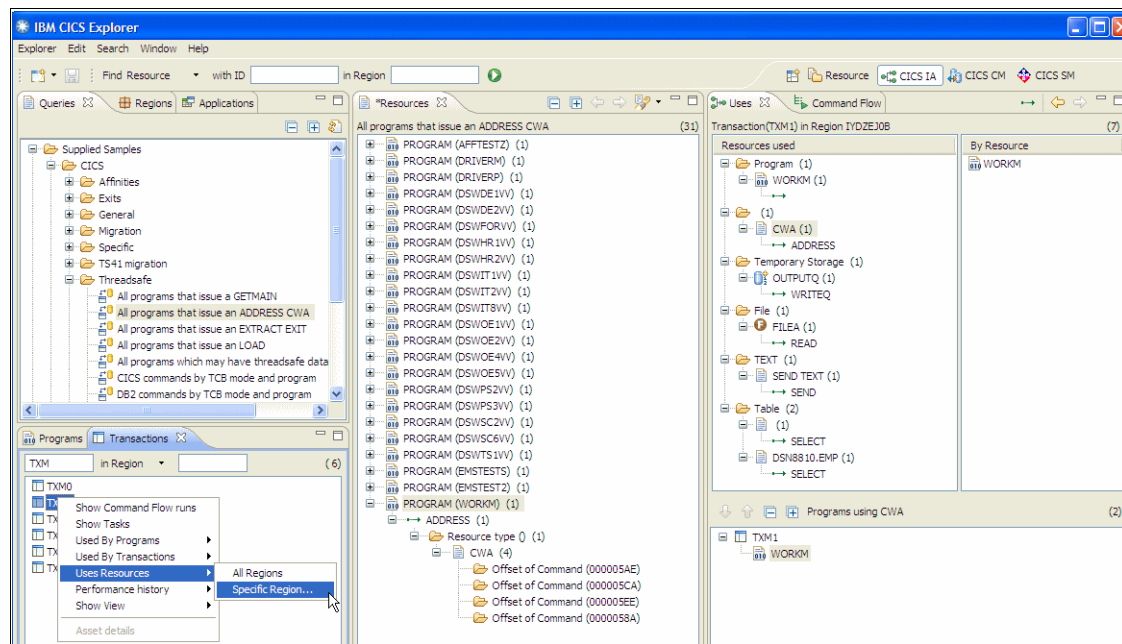 IBM CICS Explorer
Explorer Edit Search Window Help
Find Resource with ID in Region Resource CICS IA CICS CM CICS SM
Queries Regions Applications
Supplied Samples
CICS
Affinities
Exits
General
Migration
Specific
TS41 migration
Threadsafe
All programs that issue a GETMAIN
All programs that issue an ADDRESS CWA
All programs that issue an EXTRACT EXIT
All programs that issue an LOAD
All programs which may have threadsafe data
CICS commands by TCB mode and program
DB2 commands by TCB mode and program
Programs Transactions
TXM in Region (6)
TXM0
TX
TX
TX
TX
TX
Show Command Flow runs
Show Tasks
Used By Programs
Used By Transactions
Uses Resources
Performance history
Show View
Asset details
All Regions
Specific Region...
*Resources
All programs that issue an ADDRESS CWA (31)
PROGRAM (AFFTESTZ) (1)
PROGRAM (DRIVERM) (1)
PROGRAM (DRIVERP) (1)
PROGRAM (DSWDE1VV) (1)
PROGRAM (DSWDE2VV) (1)
PROGRAM (DSWFORVV) (1)
PROGRAM (DSWHR1VV) (1)
PROGRAM (DSWHR2VV) (1)
PROGRAM (DSWIT1VV) (1)
PROGRAM (DSWIT2VV) (1)
PROGRAM (DSWIT8VV) (1)
PROGRAM (DSWOE1VV) (1)
PROGRAM (DSWOE2VV) (1)
PROGRAM (DSWOE4VV) (1)
PROGRAM (DSWOE5VV) (1)
PROGRAM (DSWPS2VV) (1)
PROGRAM (DSWPS3VV) (1)
PROGRAM (DSWSC2VV) (1)
PROGRAM (DSWSC6VV) (1)
PROGRAM (DSWTS1VV) (1)
PROGRAM (EMSTESTS) (1)
PROGRAM (EMSTEST2) (1)
PROGRAM (WORKM) (1)
ADDRESS (1)
Resource type () (1)
CWA (4)
Offset of Command (000005AE)
Offset of Command (000005CA)
Offset of Command (000005EE)
Offset of Command (0000058A)
Uses Command Flow
Transaction(TXM1) in Region IYDZEJ0B (7)
Resources used
Program (1)
WORKM (1)
(1)
CWA (1)
ADDRESS
Temporary Storage (1)
OUTPUTQ (1)
WRITEQ
File (1)
FILEA (1)
READ
TEXT (1)
SEND TEXT (1)
SEND
Table (2)
(1)
SELECT
DSN8810.EMP (1)
SELECT
By Resource
WORKM
Programs using CWA (2)
TXM1
WORKM